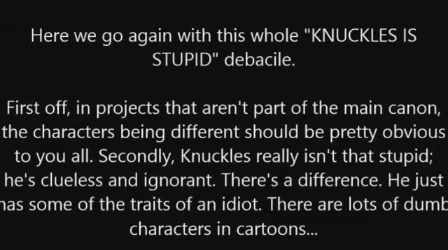 Here we go again with this whole "KNUCKLES IS
STUPID" debacile.
First off, in projects that aren't part of the main canon,
the characters being different should be pretty obvious
to you all. Secondly, Knuckles really isn't that stupid;
he's clueless and ignorant. There's a difference. He just
has some of the traits of an idiot. There are lots of dumb
characters in cartoons...